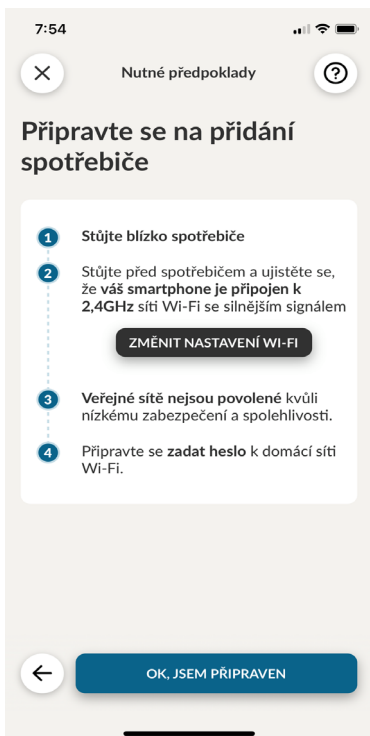 7:54
Nutné předpoklady
Připravte se na přidání
spotřebiče
1 Stůjte blízko spotřebiče
2 Stůjte před spotřebičem a ujistěte se,
že váš smartphone je připojen k
2,4GHz síti Wi-Fi se silnějším signálem
ZMĚNIT NASTAVENÍ WI-FI
3 Veřejné sítě nejsou povolené kvůli
nízkému zabezpečení a spolehlivosti.
4 Připravte se zadat heslo k domácí síti
Wi-Fi.
OK, JSEM PŘIPRAVEN